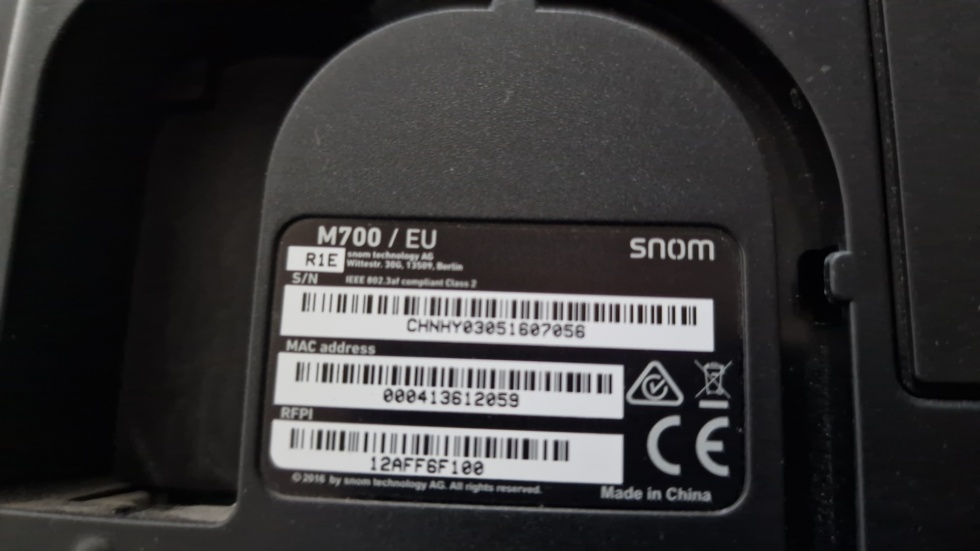 M700 / EU
snom
R1E
snom technology AG
Wittestr. 30G, 13509, Berlin
S/N
IEEE 802.3af compliant Class 2
CHNHY03051607056
MAC address
000413612059
RFPI
12AFF6F100
CE
© 2016 by snom technology AG. All rights reserved.
Made in China